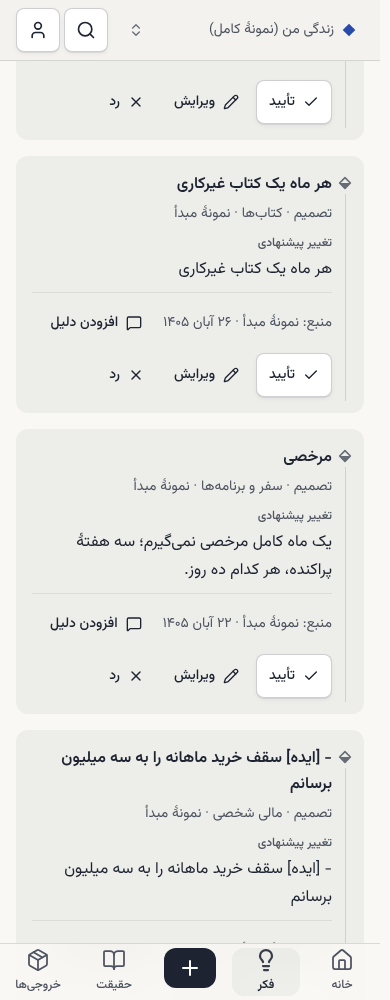 زندگی من (نمونهٔ کامل)
تأیید
ویرایش
رد
هر ماه یک کتاب غیرکاری
تصمیم · کتاب‌ها · نمونهٔ مبدأ
تغییر پیشنهادی
هر ماه یک کتاب غیرکاری
منبع: نمونهٔ مبدأ · ۲۶ آبان ۱۴۰۵
افزودن دلیل
تأیید
ویرایش
رد
مرخصی
تصمیم · سفر و برنامه‌ها · نمونهٔ مبدأ
تغییر پیشنهادی
یک ماه کامل مرخصی نمی‌گیرم؛ سه هفتهٔ
پراکنده، هر کدام ده روز.
منبع: نمونهٔ مبدأ · ۲۲ آبان ۱۴۰۵
افزودن دلیل
تأیید
ویرایش
رد
- [ایده] سقف خرید ماهانه را به سه میلیون
برسانم
تصمیم · مالی شخصی · نمونهٔ مبدأ
تغییر پیشنهادی
- [ایده] سقف خرید ماهانه را به سه میلیون
برسانم
خانه
فکر
حقیقت
خروجی‌ها